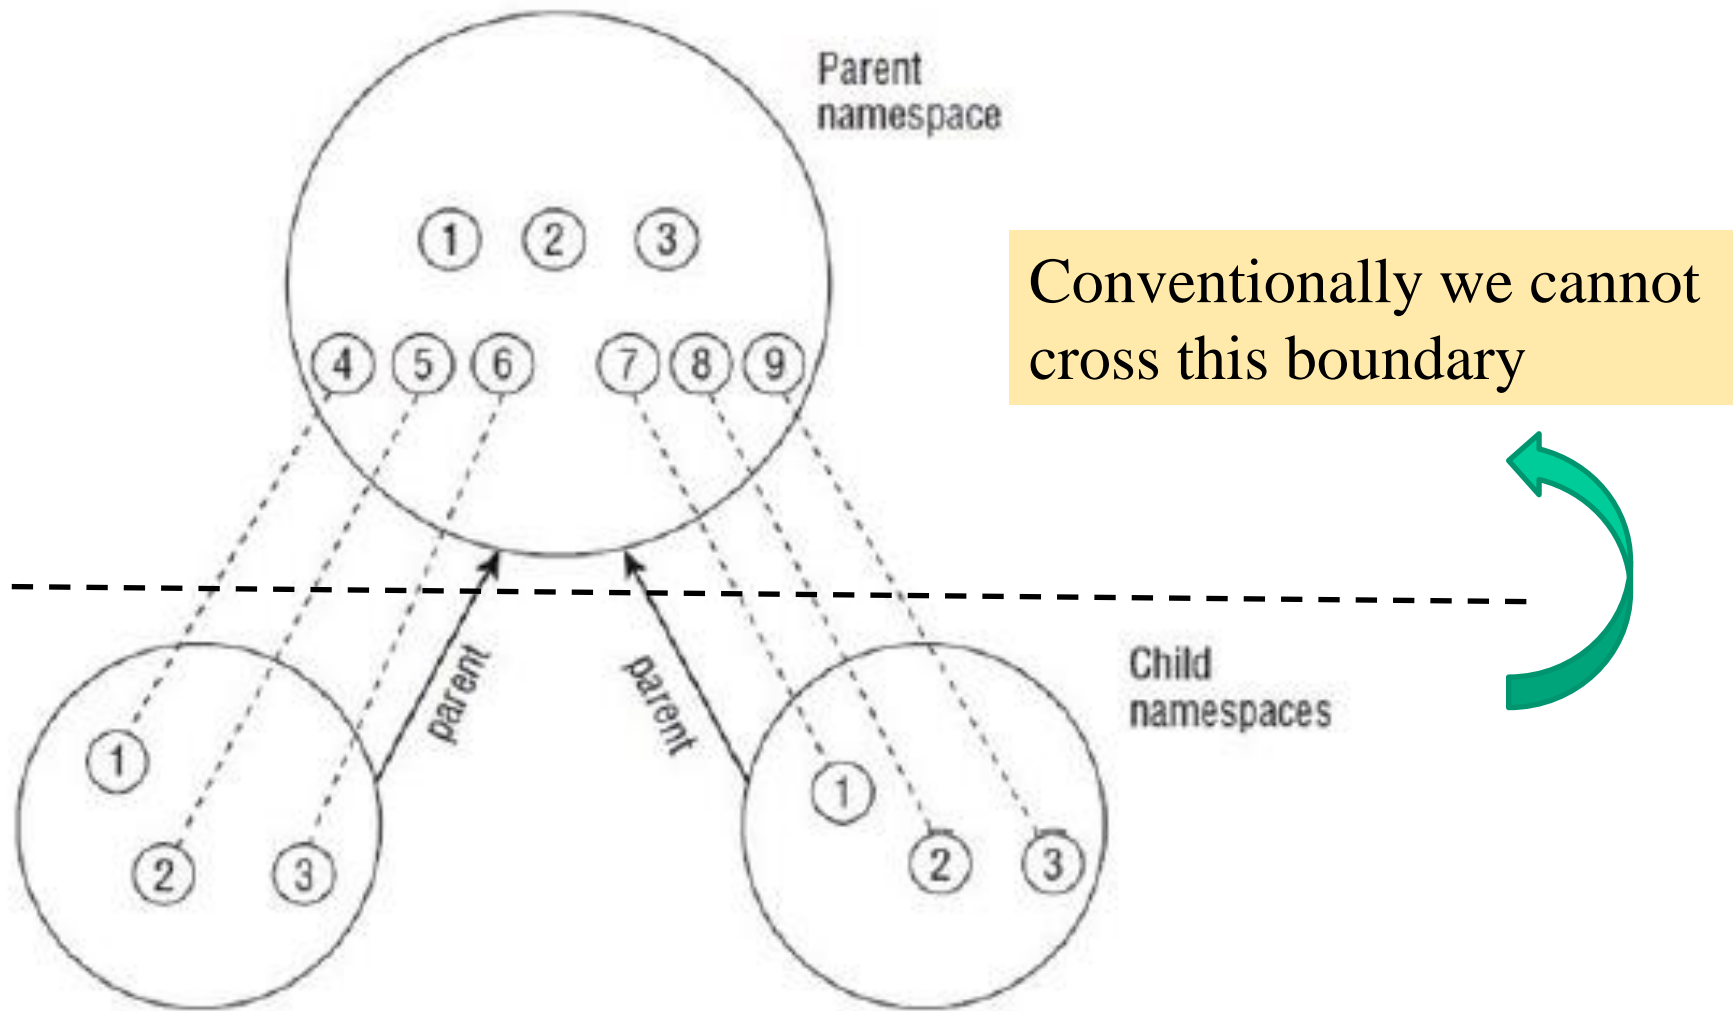 Parent
namespace
1 2 3
Conventionally we cannot
cross this boundary
4 5 6 7 8 9
parent
parent
Child
namespaces
1
2 3
1
2 3